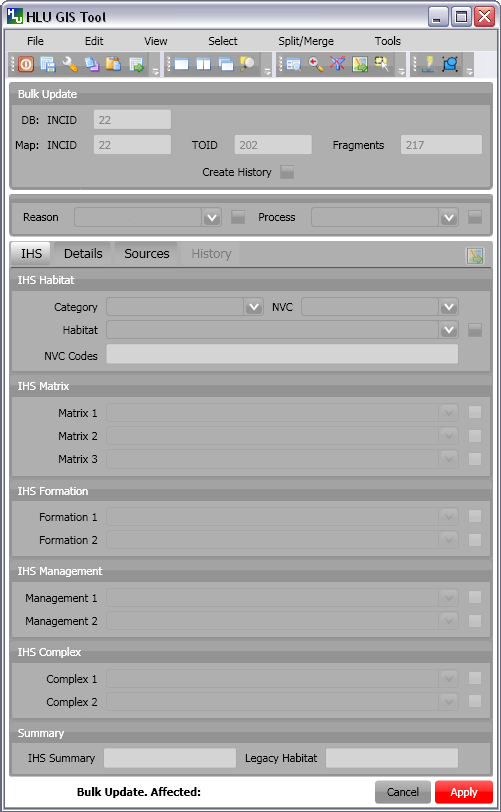 HLU HLU GIS Tool
File Edit View Select Split/Merge Tools
Bulk Update
DB: INCID 22
Map: INCID 22 TOID 202 Fragments 217
Create History
Reason Process
IHS Details Sources History
IHS Habitat
Category NVC
Habitat
NVC Codes
IHS Matrix
Matrix 1
Matrix 2
Matrix 3
IHS Formation
Formation 1
Formation 2
IHS Management
Management 1
Management 2
IHS Complex
Complex 1
Complex 2
Summary
IHS Summary Legacy Habitat
Bulk Update. Affected: Cancel Apply